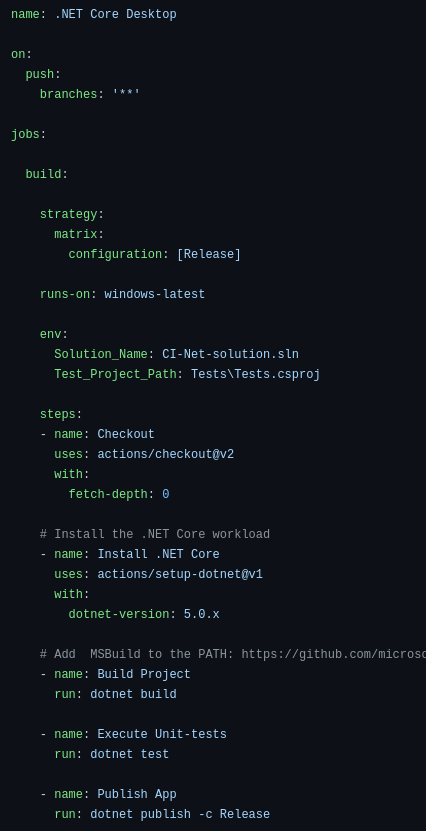 name: .NET Core Desktop
on:
  push:
    branches: '**'
jobs:
  build:
    strategy:
      matrix:
        configuration: [Release]
    runs-on: windows-latest
    env:
      Solution_Name: CI-Net-solution.sln
      Test_Project_Path: Tests\Tests.csproj
    steps:
    - name: Checkout
      uses: actions/checkout@v2
      with:
        fetch-depth: 0
    # Install the .NET Core workload
    - name: Install .NET Core
      uses: actions/setup-dotnet@v1
      with:
        dotnet-version: 5.0.x
    # Add  MSBuild to the PATH: https://github.com/microso
    - name: Build Project
      run: dotnet build
    - name: Execute Unit-tests
      run: dotnet test
    - name: Publish App
      run: dotnet publish -c Release